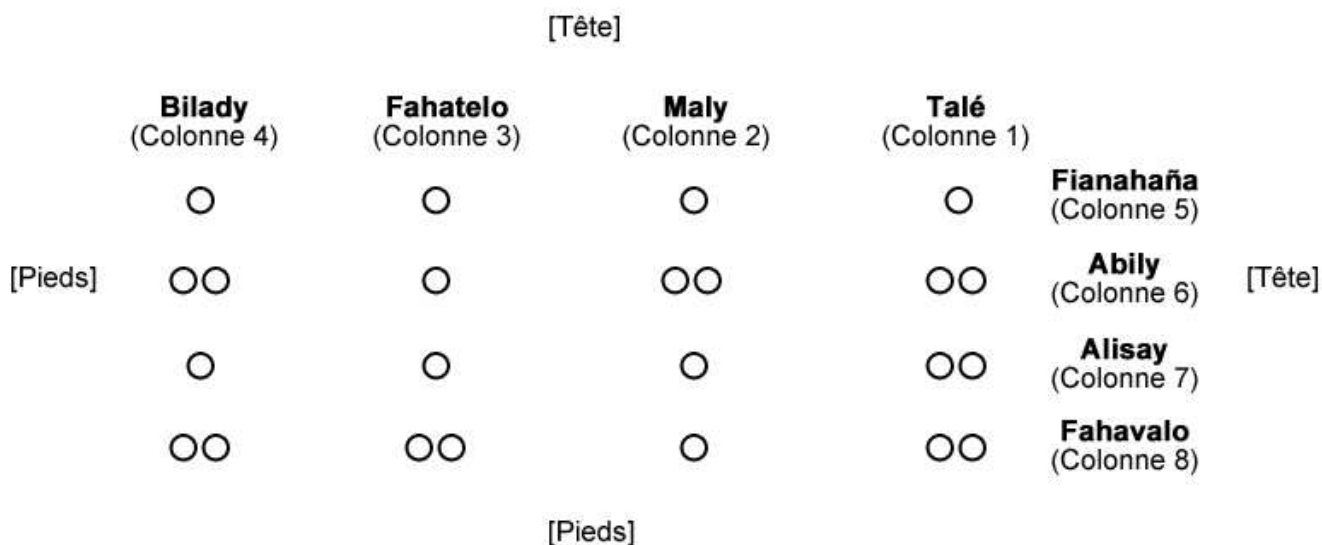 [Tête]
Bilady Fahatelo Maly Talé
(Colonne 4) (Colonne 3) (Colonne 2) (Colonne 1)
Fianahaña
(Colonne 5)
[Pieds] Abily [Tête]
(Colonne 6)
Alisay
(Colonne 7)
Fahavalo
(Colonne 8)
[Pieds]